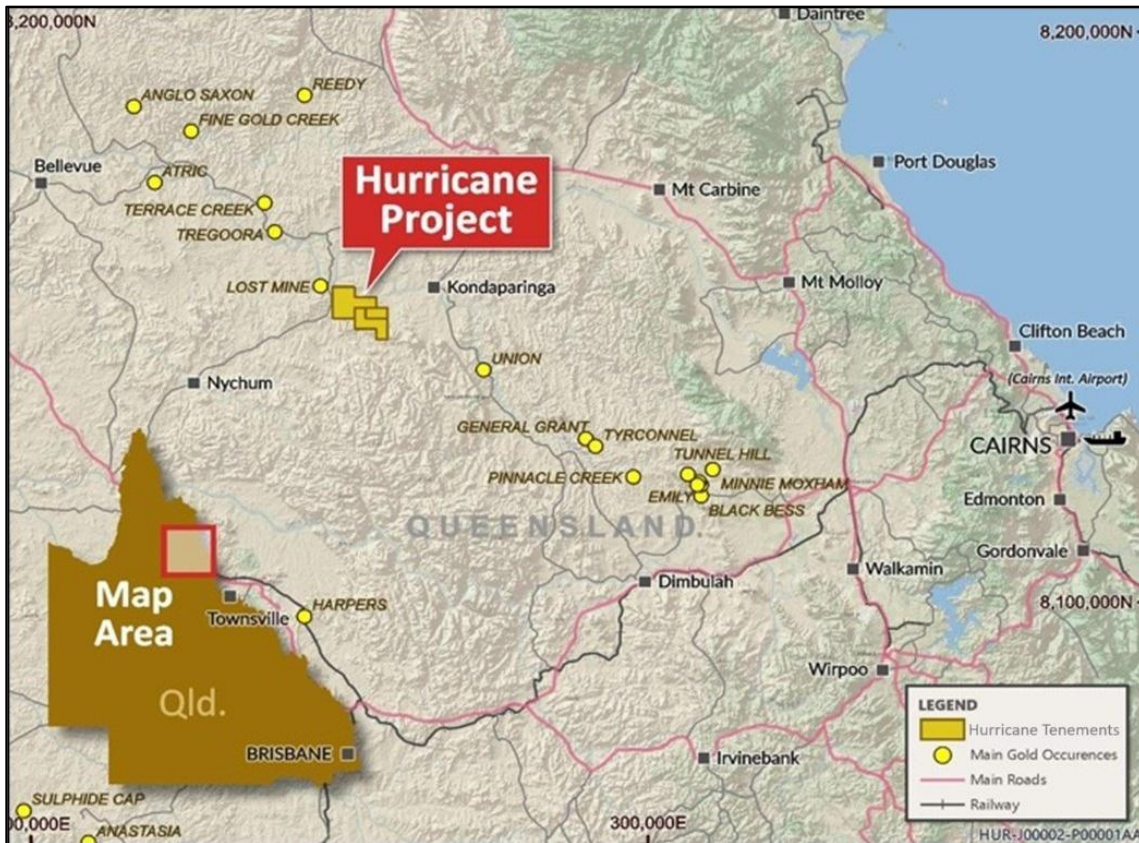 8,200,000N
8,200,000N
Daintree
REEDY
ANGLO SAXON
FINE GOLD CREEK
Bellevue
ATRIC
Port Douglas
Hurricane
Project
Mt Carbine
TERRACE CREEK
TREGOORA
LOST MINE
Kondaparinga
Mt Molloy
Clifton Beach
UNION
Nychum
(Cairns Int. Airport)
GENERAL GRANT
TYRCONNEL
CAIRNS
TUNNEL HILL
PINNACLE CREEK
MINNIE MOXHAM
EMILY
BLACK BESS
Edmonton
QUEENSLAND
Gordonvale
Dimbulah
Walkamin
Map
Area
Townsville
HARPERS
8,100,000N
Wirpoo
Qld.
BRISBANE
Irvinebank
LEGEND
Hurricane Tenements
Main Gold Occurences
Main Roads
Railway
SULPHIDE CAP
00,000E
ANASTASIA
300,000E
HUR-J00002-P00001AA